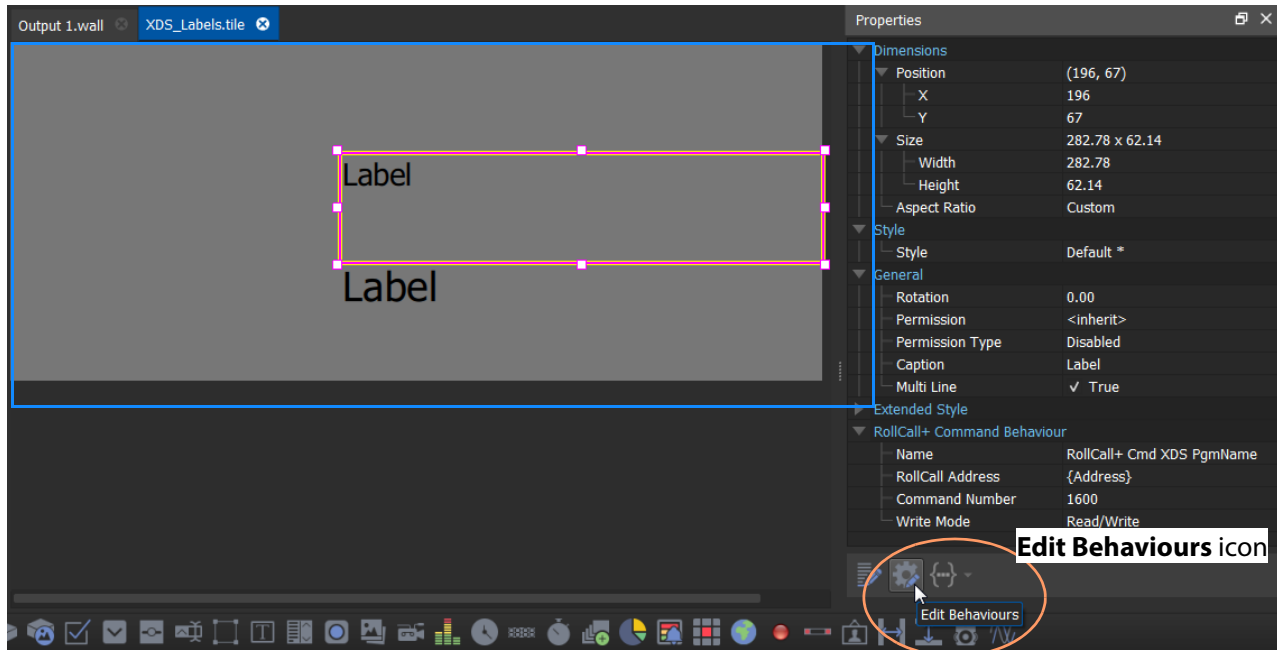 Output 1.wall XDS_Labels.tile
Label
Label
Properties
Dimensions
Position (196, 67)
X 196
Y 67
Size 282.78 x 62.14
Width 282.78
Height 62.14
Aspect Ratio Custom
Style
Style Default *
General
Rotation 0.00
Permission <inherit>
Permission Type Disabled
Caption Label
Multi Line ✓ True
Extended Style
RollCall+ Command Behaviour
Name RollCall+ Cmd XDS PgmName
RollCall Address {Address}
Command Number 1600
Write Mode Read/Write
Edit Behaviours icon
Edit Behaviours